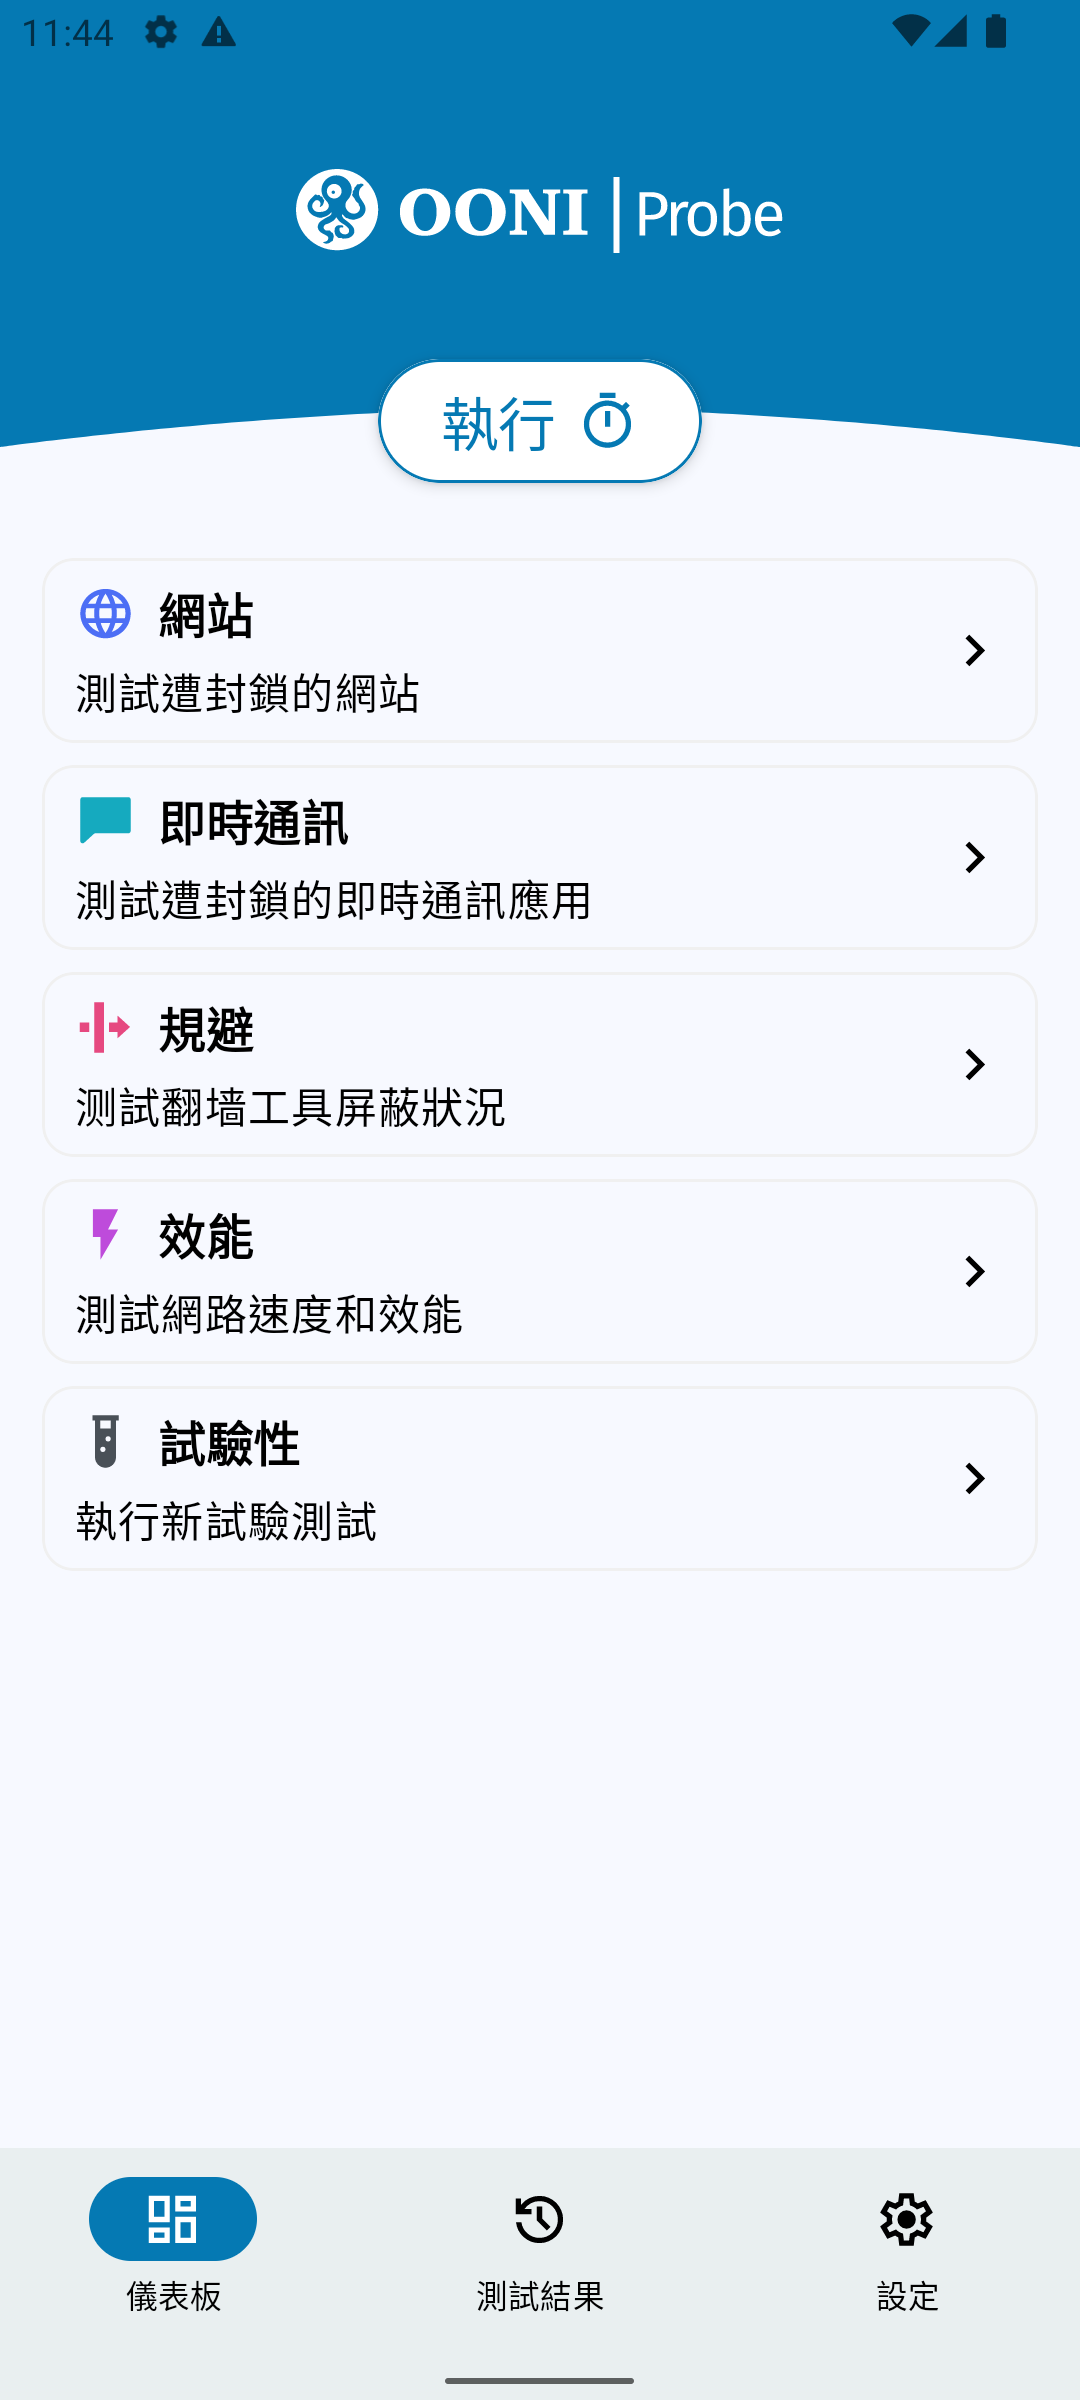 11:44
OONI | Probe
執行
網站
測試遭封鎖的網站
即時通訊
測試遭封鎖的即時通訊應用
規避
测試翻墙工具屏蔽狀況
效能
測試網路速度和效能
試驗性
執行新試驗測試
儀表板
測試結果
設定